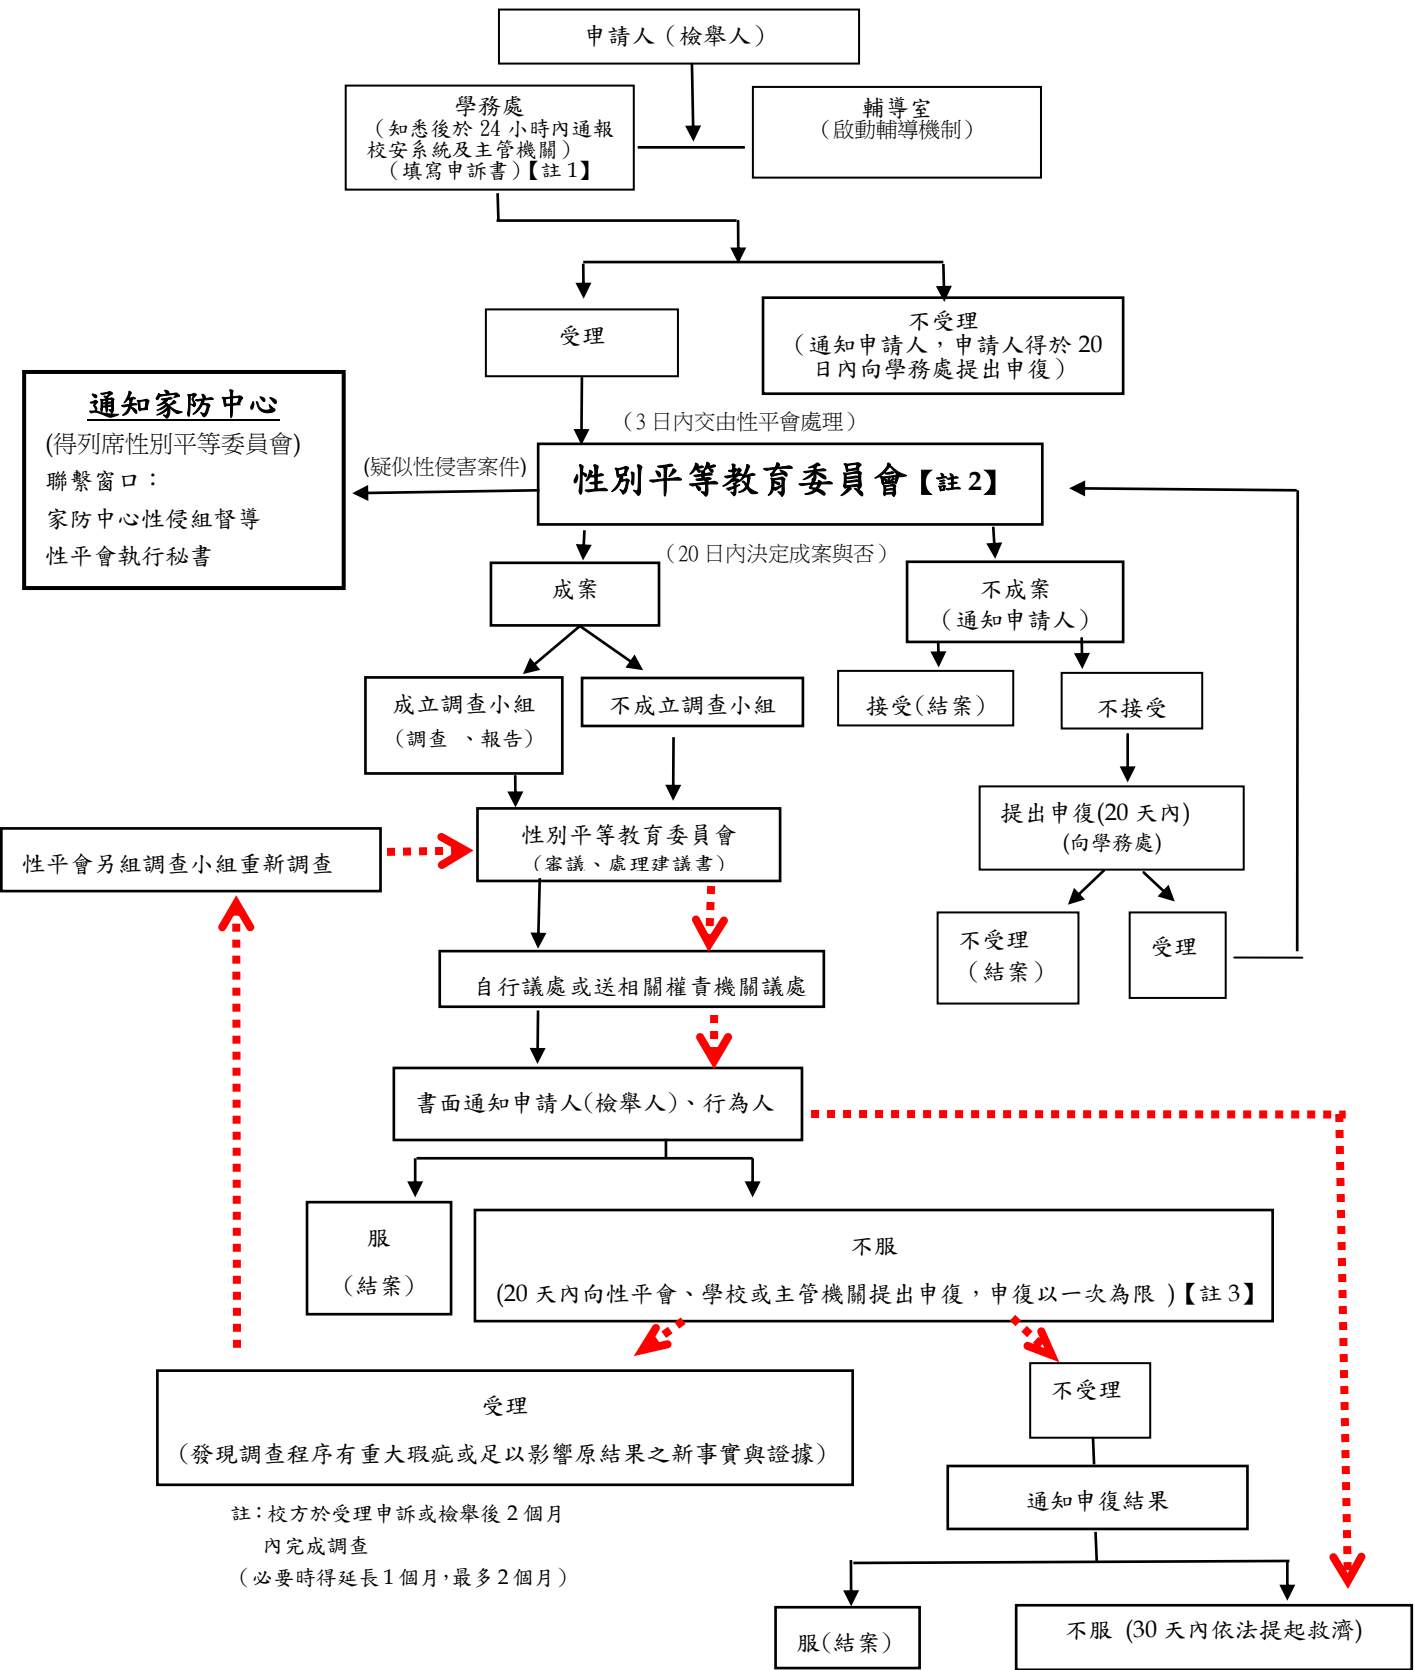 申請人（檢舉人）
學務處
（知悉後於 24 小時內通報
校安系統及主管機關）
（填寫申訴書）【註 1】
輔導室
（啟動輔導機制）
受理
不受理
（通知申請人，申請人得於 20
日內向學務處提出申復）
通知家防中心
(得列席性別平等委員會)
聯繫窗口：
家防中心性侵組督導
性平會執行秘書
（3 日內交由性平會處理）
(疑似性侵害案件)
性別平等教育委員會【註 2】
（20 日內決定成案與否）
成案
不成案
（通知申請人）
成立調查小組
（調查 、報告）
不成立調查小組
接受(結案）
不接受
提出申復(20 天內)
(向學務處)
性別平等教育委員會
（審議、處理建議書）
性平會另組調查小組重新調查
不受理
（結案）
受理
自行議處或送相關權責機關議處
書面通知申請人(檢舉人)、行為人
服
（結案）
不服
(20 天內向性平會、學校或主管機關提出申復，申復以一次為限 )【註 3】
受理
（發現調查程序有重大瑕疵或足以影響原結果之新事實與證據）
不受理
通知申復結果
註：校方於受理申訴或檢舉後 2 個月
內完成調查
（必要時得延長 1 個月，最多 2 個月）
服(結案）
不服 (30 天內依法提起救濟)